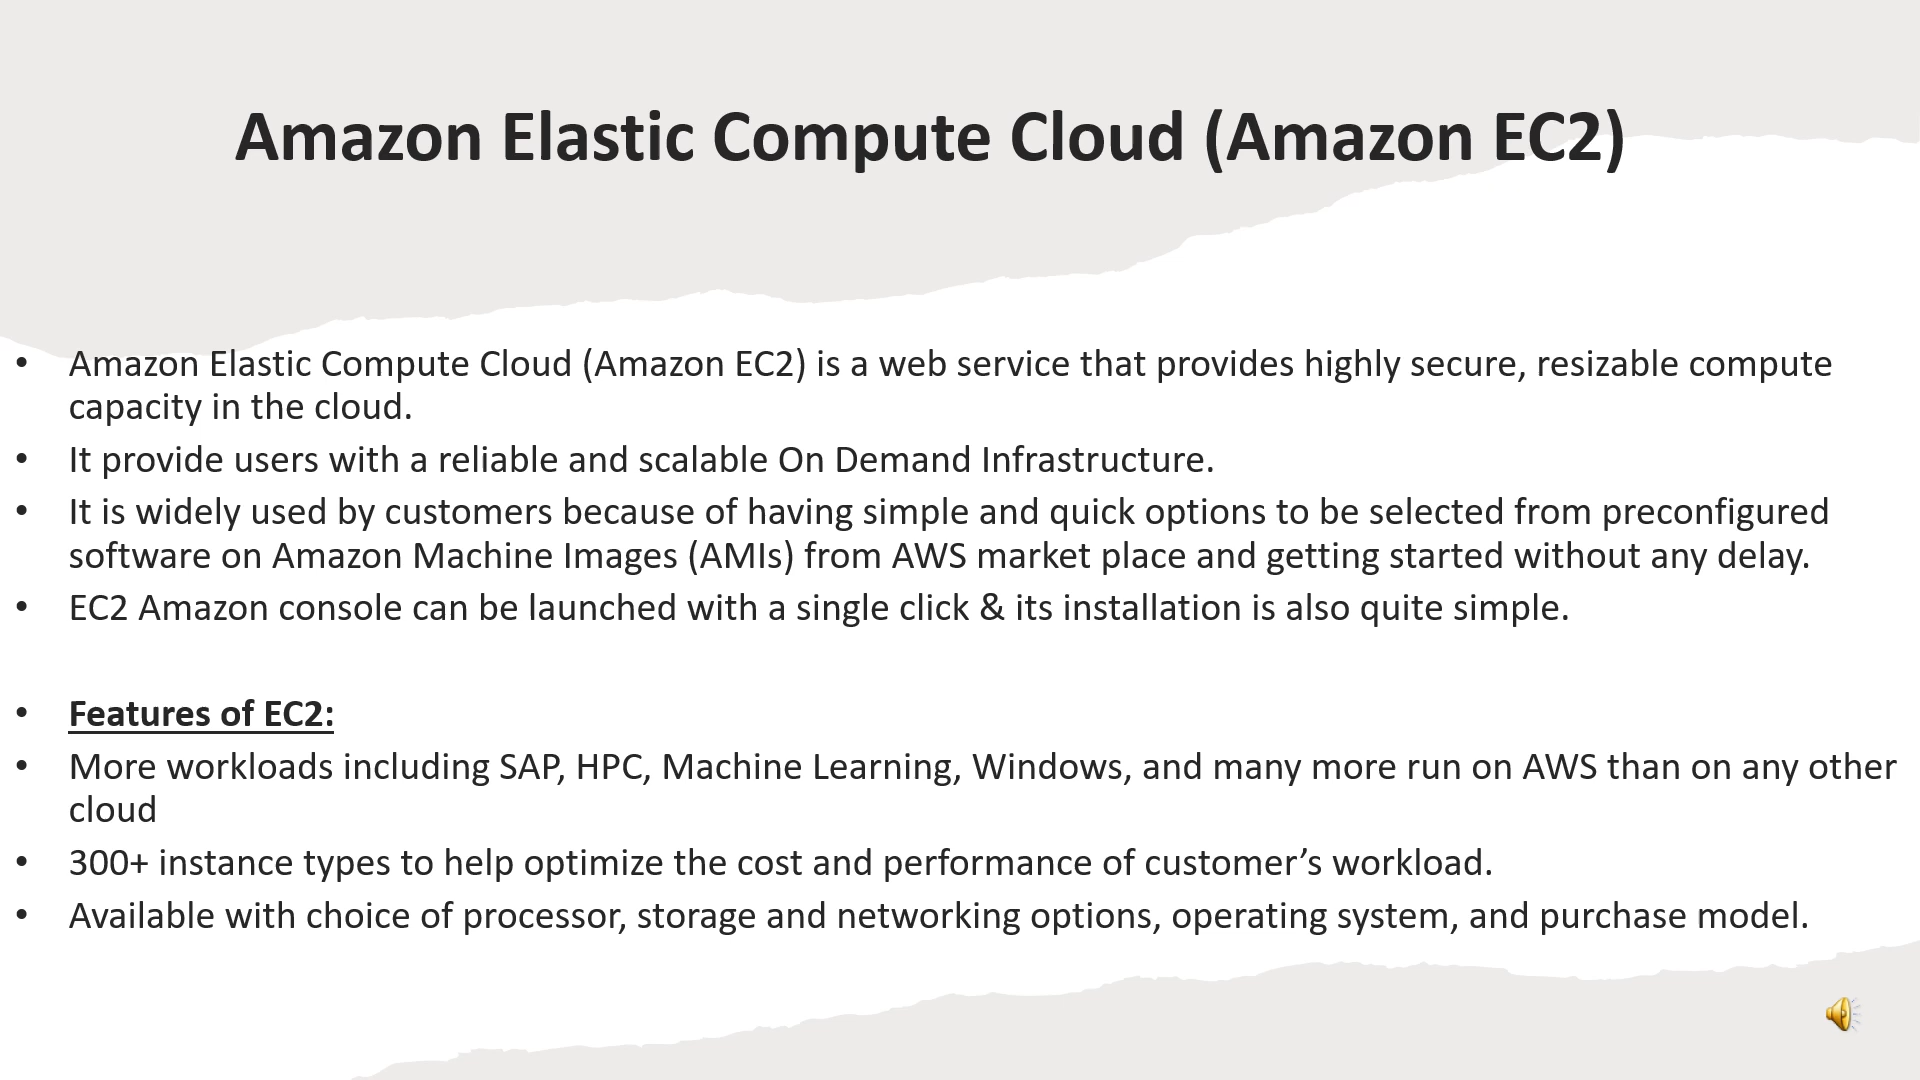 Amazon Elastic Compute Cloud (Amazon EC2)
• Amazon Elastic Compute Cloud (Amazon EC2) is a web service that provides highly secure, resizable compute
capacity in the cloud.
• It provide users with a reliable and scalable On Demand Infrastructure.
• It is widely used by customers because of having simple and quick options to be selected from preconfigured
software on Amazon Machine Images (AMIs) from AWS market place and getting started without any delay.
• EC2 Amazon console can be launched with a single click & its installation is also quite simple.
• Features of EC2:
• More workloads including SAP, HPC, Machine Learning, Windows, and many more run on AWS than on any other
cloud
• 300+ instance types to help optimize the cost and performance of customer’s workload.
• Available with choice of processor, storage and networking options, operating system, and purchase model.